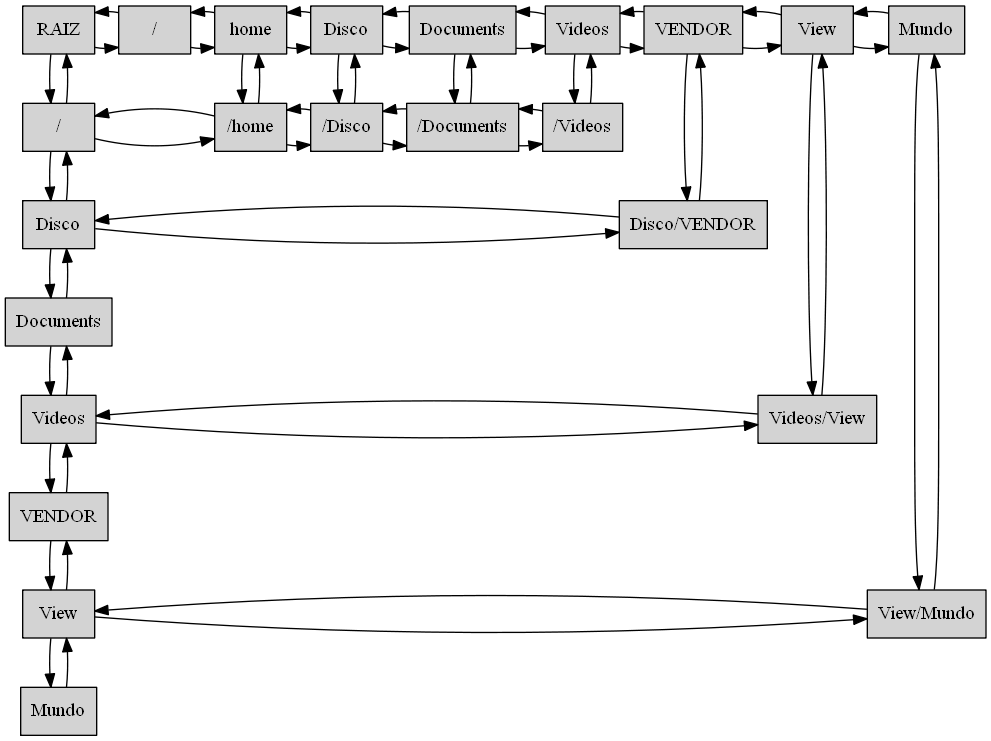 RAIZ
/
home
Disco
Documents
Videos
VENDOR
View
Mundo
/
/home
/Disco
/Documents
/Videos
Disco
Disco/VENDOR
Documents
Videos
Videos/View
VENDOR
View
View/Mundo
Mundo